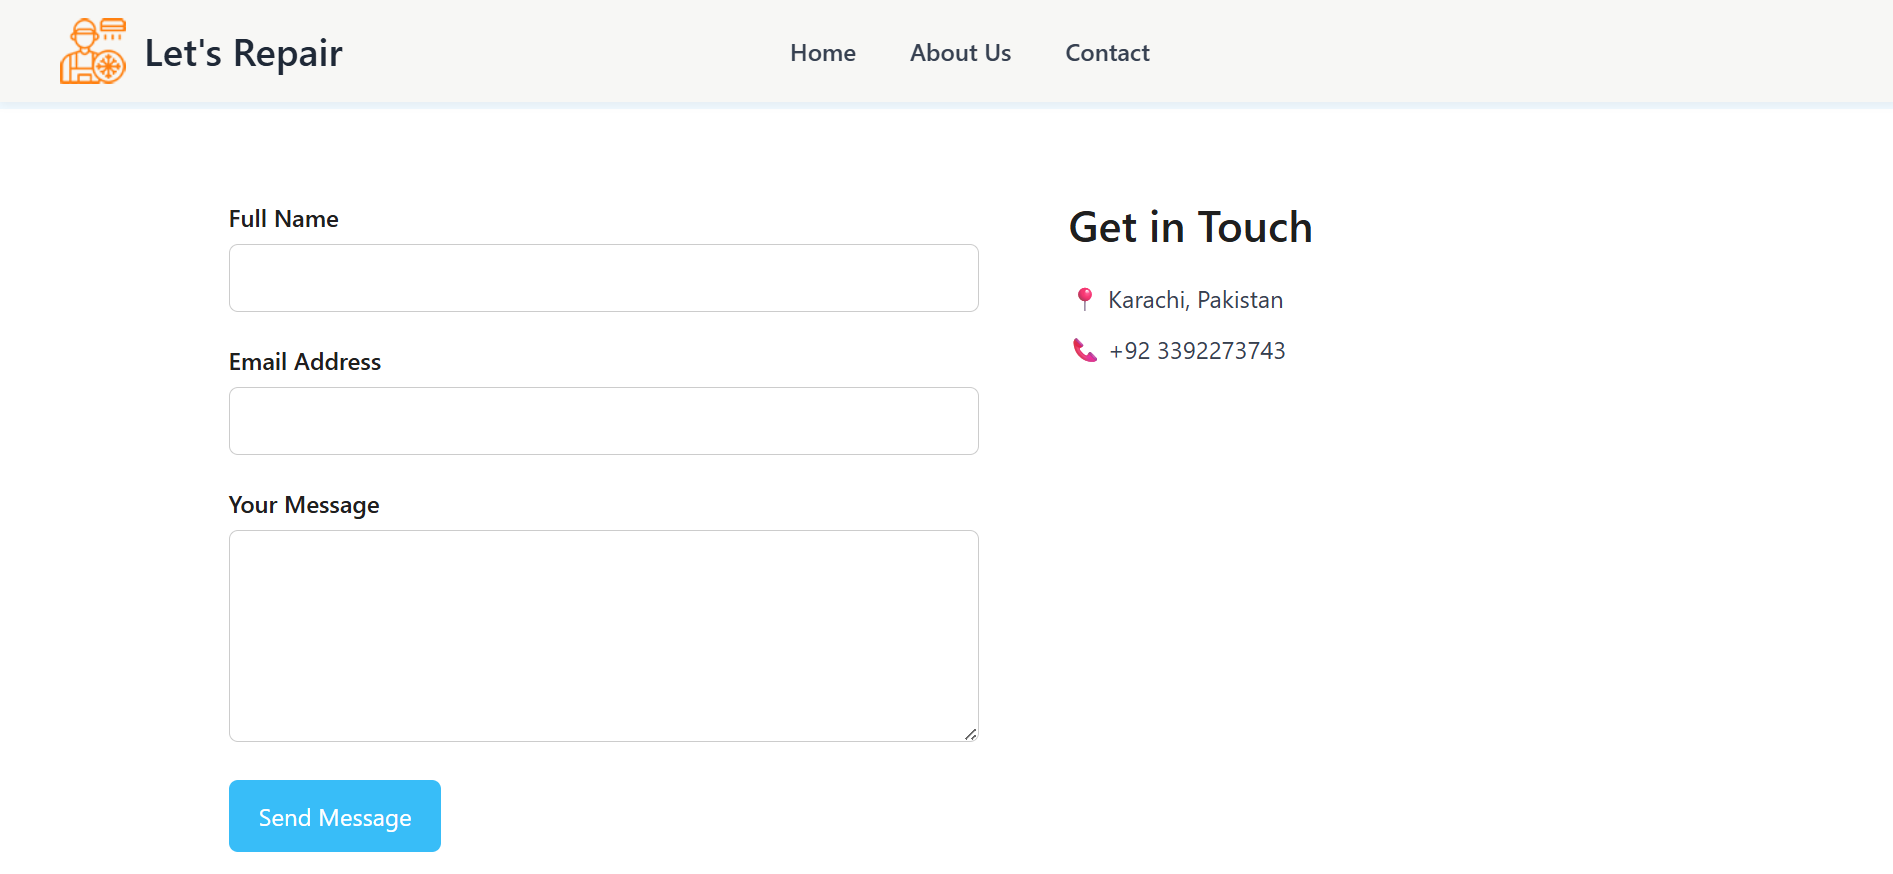 Let's Repair
Home
About Us
Contact
Full Name
Email Address
Your Message
Send Message
Get in Touch
Karachi, Pakistan
+92 3392273743